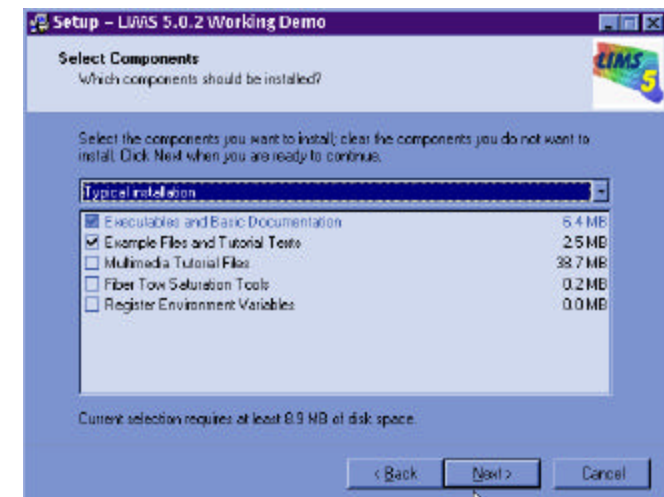 Setup – LIMS 5.0.2 Working Demo
Select Components
Which components should be installed?
LIMS
5
Select the components you want to install; clear the components you do not want to
install. Click Next when you are ready to continue.
Typical installation
Executables and Basic Documentation 6.4 MB
Example Files and Tutorial Texts 2.5 MB
Multimedia Tutorial Files 38.7 MB
Fiber Tow Saturation Tools 0.2 MB
Register Environment Variables 0.0 MB
Current selection requires at least 8.9 MB of disk space.
< Back Next > Cancel